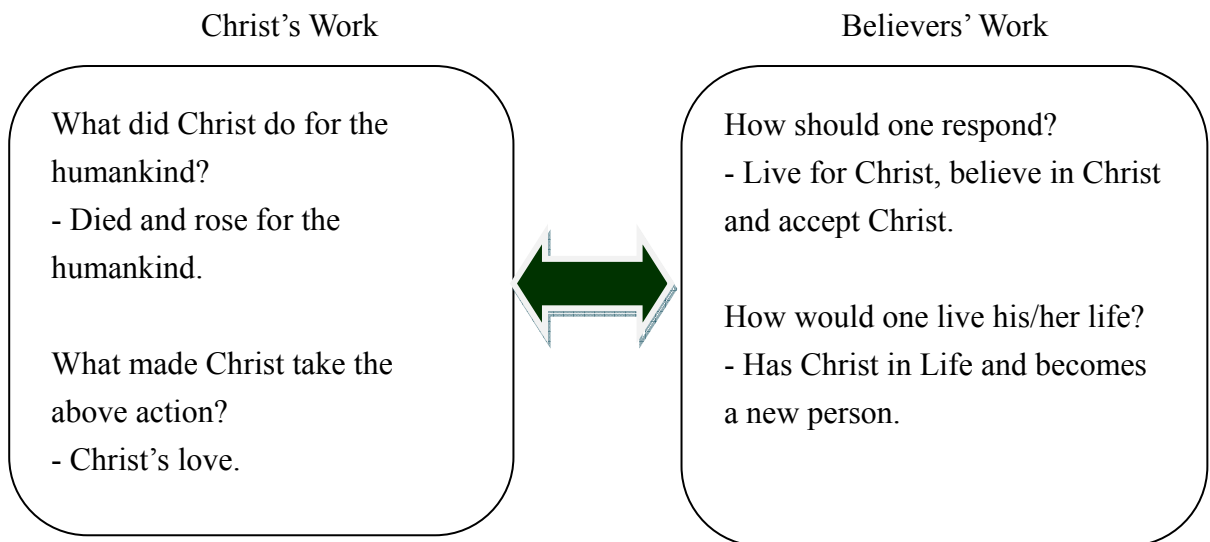 Christ’s Work
What did Christ do for the
humankind?
- Died and rose for the
humankind.
What made Christ take the
above action?
- Christ’s love.
Believers’ Work
How should one respond?
- Live for Christ, believe in Christ
and accept Christ.
How would one live his/her life?
- Has Christ in Life and becomes
a new person.